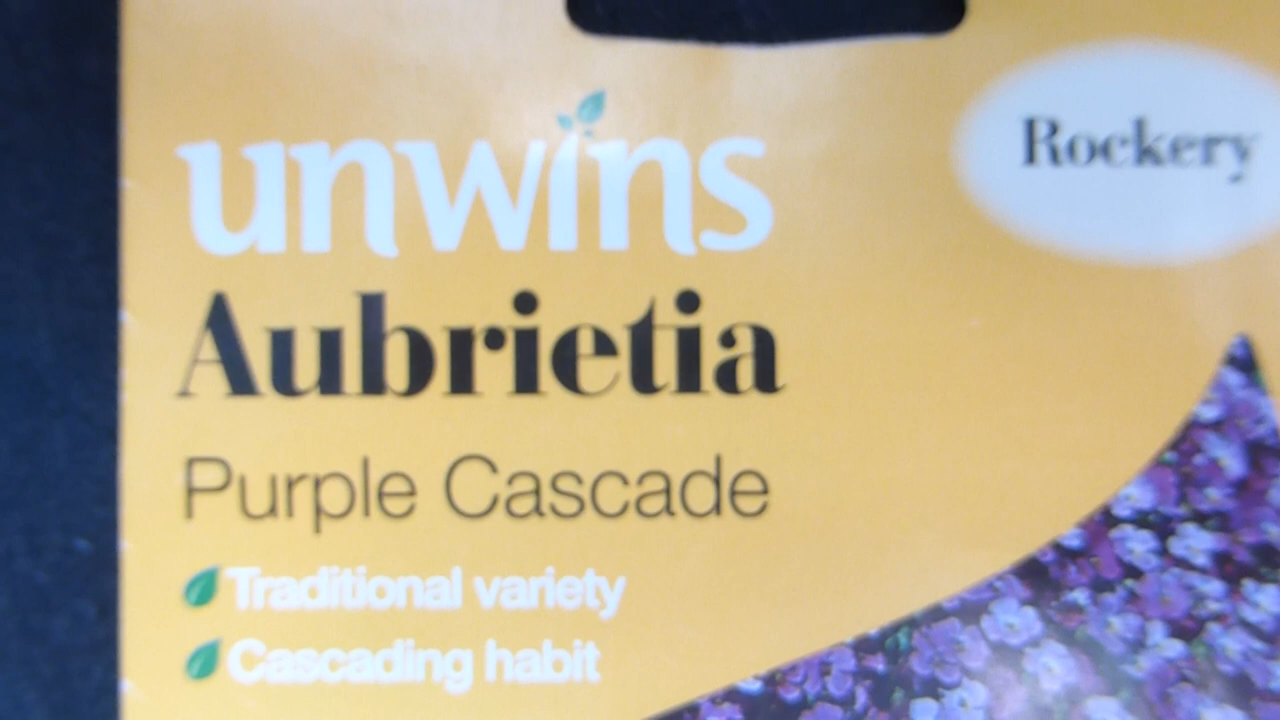 unwins
Rockery
Aubrietia
Purple Cascade
Traditional variety
Cascading habit